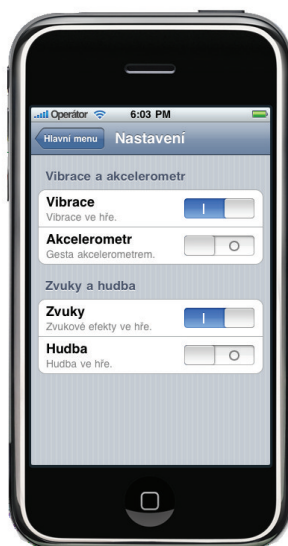 Operátor 6:03 PM
Hlavní menu Nastavení
Vibrace a akcelerometr
Vibrace
Vibrace ve hře.
Akcelerometr
Gesta akcelerometrem.
Zvuky a hudba
Zvuky
Zvukové efekty ve hře.
Hudba
Hudba ve hře.